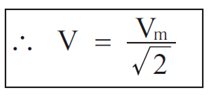 ∴ V = Vm / √2